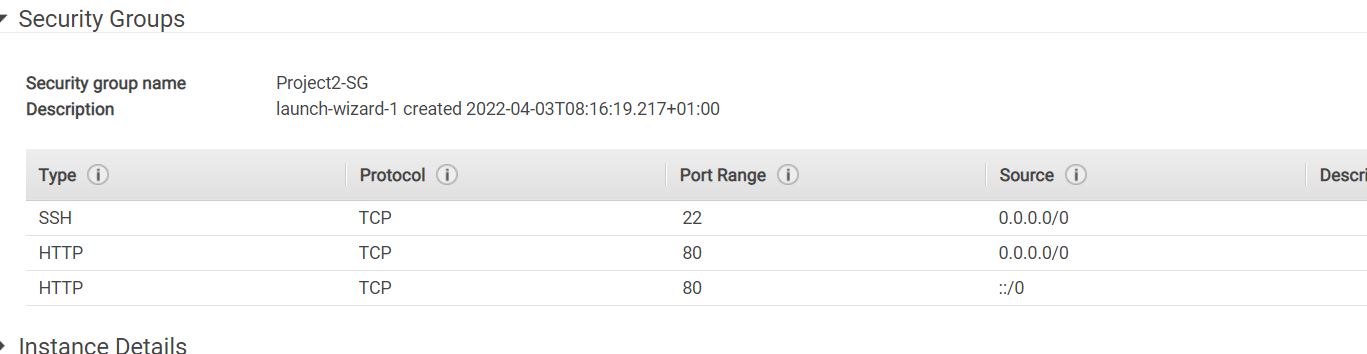 Security Groups
Security group name Project2-SG
Description launch-wizard-1 created 2022-04-03T08:16:19.217+01:00
Type Protocol Port Range Source Descri
SSH TCP 22 0.0.0.0/0
HTTP TCP 80 0.0.0.0/0
HTTP TCP 80 ::/0
Instance Details